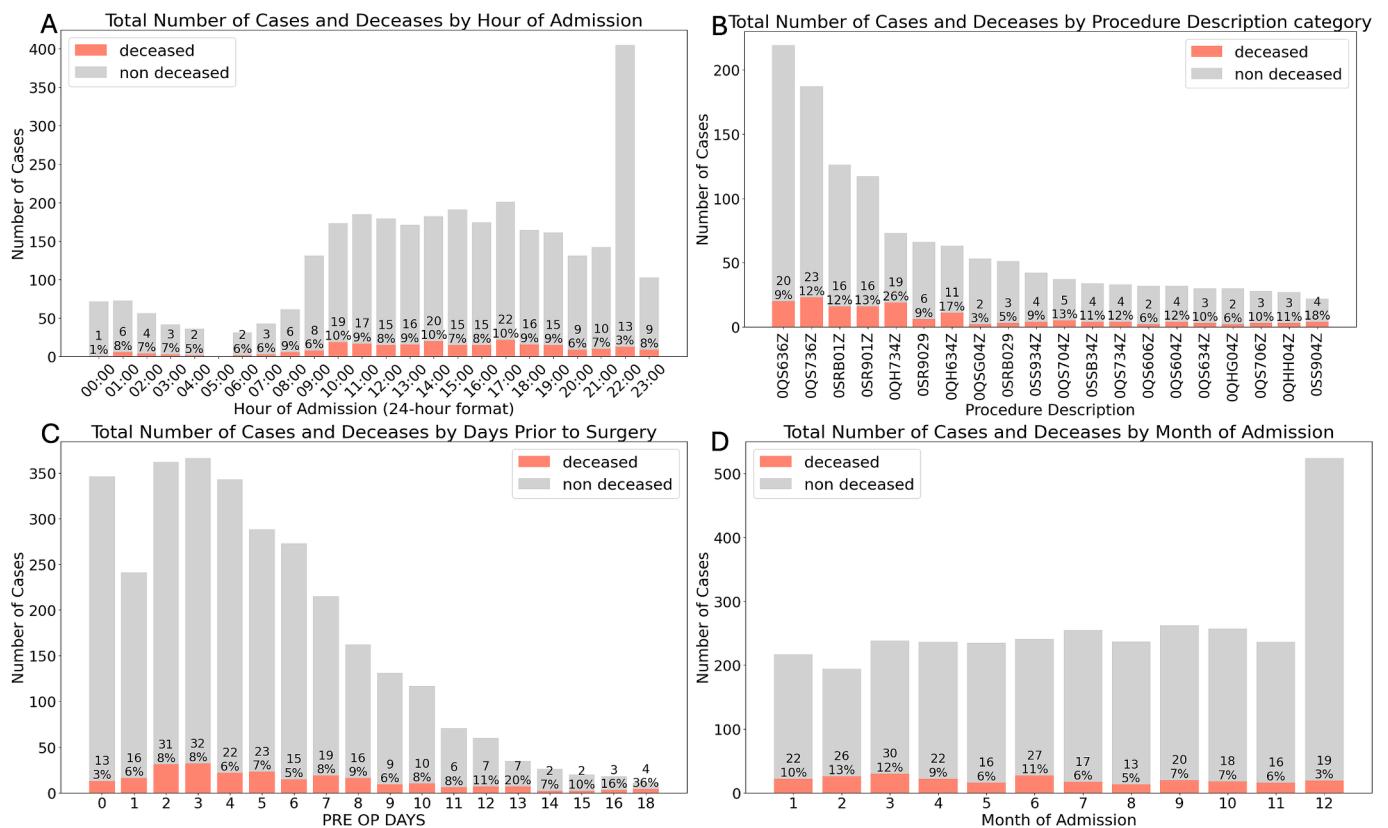 A
Total Number of Cases and Deceases by Hour of Admission
deceased
non deceased
Number of Cases
400
350
300
250
200
150
100
50
0
1 6 4 3 2 2 3 6 8 19 17 15 16 20 15 15 22 16 15 9 10 13 9
1% 8% 7% 7% 5% 6% 6% 9% 6% 10% 9% 8% 9% 10% 7% 8% 10% 9% 9% 6% 7% 3% 8%
00:00 01:00 02:00 03:00 04:00 05:00 06:00 07:00 08:00 09:00 10:00 11:00 12:00 13:00 14:00 15:00 16:00 17:00 18:00 19:00 20:00 21:00 22:00 23:00
Hour of Admission (24-hour format)
B
Total Number of Cases and Deceases by Procedure Description category
deceased
non deceased
Number of Cases
200
150
100
50
0
20 23 16 16 19 6 11 2 3 4 5 4 4 2 4 3 2 3 3 4
9% 12% 12% 13% 26% 9% 17% 3% 5% 9% 13% 11% 12% 6% 12% 10% 6% 10% 11% 18%
0QS636Z 0QS736Z 0SRB01Z 0SR901Z 0QH734Z 0SR9029 0QH634Z 0QSG04Z 0SRB029 0SS934Z 0QS704Z 0SSB34Z 0QS734Z 0QS606Z 0QS604Z 0QS634Z 0QHG04Z 0QS706Z 0QHH04Z 0SS904Z
Procedure Description
C
Total Number of Cases and Deceases by Days Prior to Surgery
deceased
non deceased
Number of Cases
350
300
250
200
150
100
50
0
13 16 31 32 22 23 15 19 16 9 10 6 7 7 2 2 3 4
3% 6% 8% 8% 6% 7% 5% 8% 9% 6% 8% 8% 11% 20% 7% 10% 16% 36%
0 1 2 3 4 5 6 7 8 9 10 11 12 13 14 15 16 18
PRE OP DAYS
D
Total Number of Cases and Deceases by Month of Admission
deceased
non deceased
Number of Cases
500
400
300
200
100
0
22 26 30 22 16 27 17 13 20 18 16 19
10% 13% 12% 9% 6% 11% 6% 5% 7% 7% 6% 3%
1 2 3 4 5 6 7 8 9 10 11 12
Month of Admission